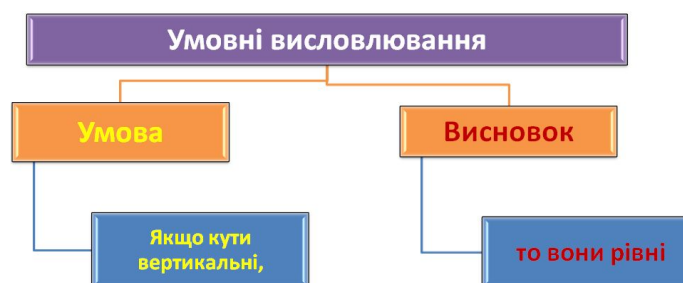 Умовні висловлювання
Умова
Висновок
Якщо кути
вертикальні,
то вони рівні